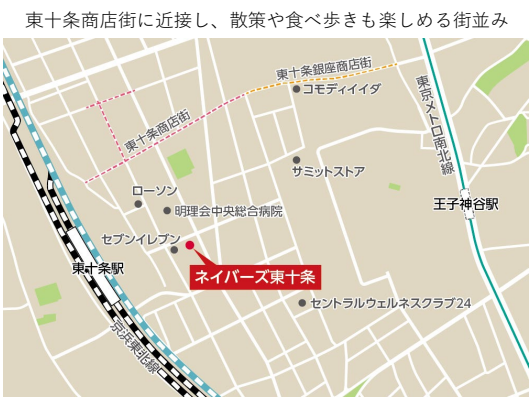 東十条商店街に近接し、散策や食べ歩きも楽しめる街並み
東十条銀座商店街
コモディイイダ
東京メトロ南北線
東十条商店街
サミットストア
ローソン
王子神谷駅
明理会中央総合病院
セブンイレブン
東十条駅
ネイバーズ東十条
セントラルウェルネスクラブ24
京浜東北線